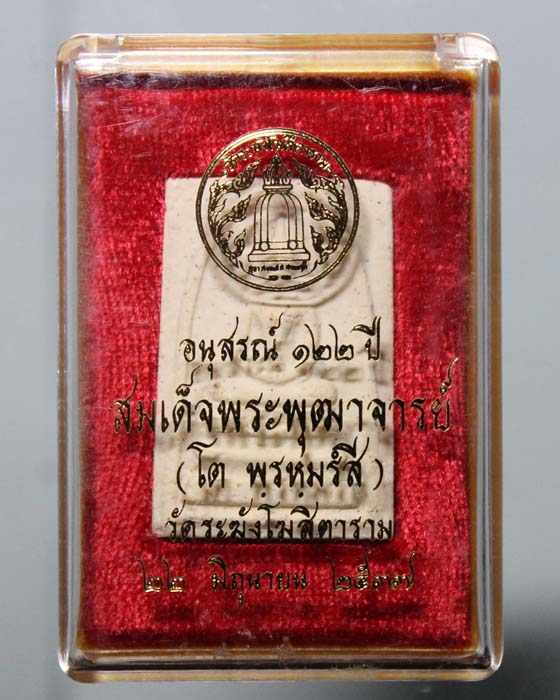 อนุสรณ์ ๑๒๒ ปี
สมเด็จพระพุฒาจารย์
(โต พฺรหฺมรํสี)
วัดระฆังโฆสิตาราม
๒๒ มิถุนายน ๒๕๓๗